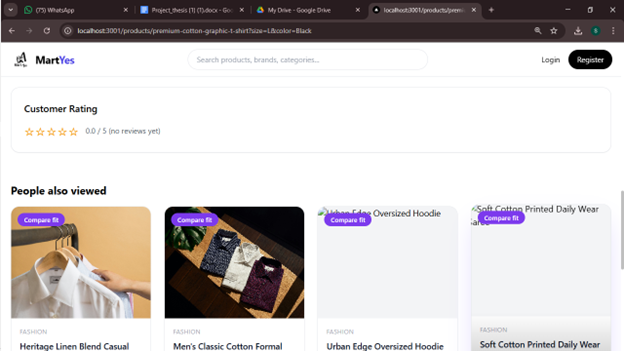 (75) WhatsApp
Project_thesis (1) (1).docx - Goo
My Drive - Google Drive
localhost:3001/products/premium
localhost:3001/products/premium-cotton-graphic-t-shirt?size=L&color=Black
MartYes
Search products, brands, categories...
Login
Register
Customer Rating
0.0 / 5 (no reviews yet)
People also viewed
Compare fit
Compare fit
Urban Edge Oversized Hoodie
Compare fit
Soft Cotton Printed Daily Wear
Compare fit
FASHION
FASHION
FASHION
FASHION
Heritage Linen Blend Casual
Men's Classic Cotton Formal
Urban Edge Oversized Hoodie
Soft Cotton Printed Daily Wear